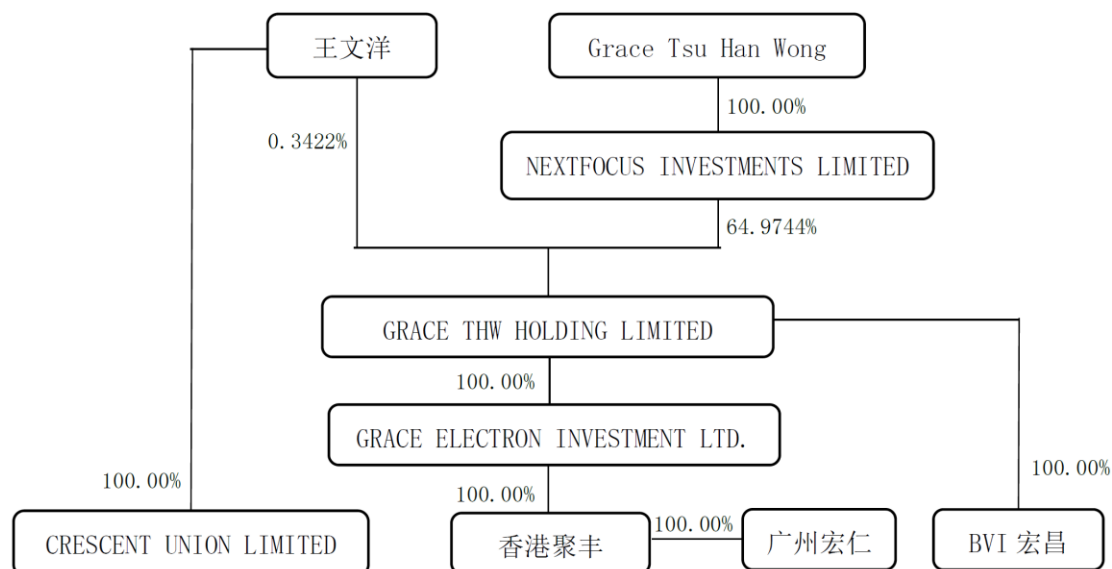 王文洋
Grace Tsu Han Wong
100.00%
0.3422%
NEXTFOCUS INVESTMENTS LIMITED
64.9744%
GRACE THW HOLDING LIMITED
100.00%
GRACE ELECTRON INVESTMENT LTD.
100.00%
100.00%
100.00%
CRESCENT UNION LIMITED
香港聚丰
100.00%
广州宏仁
BVI 宏昌